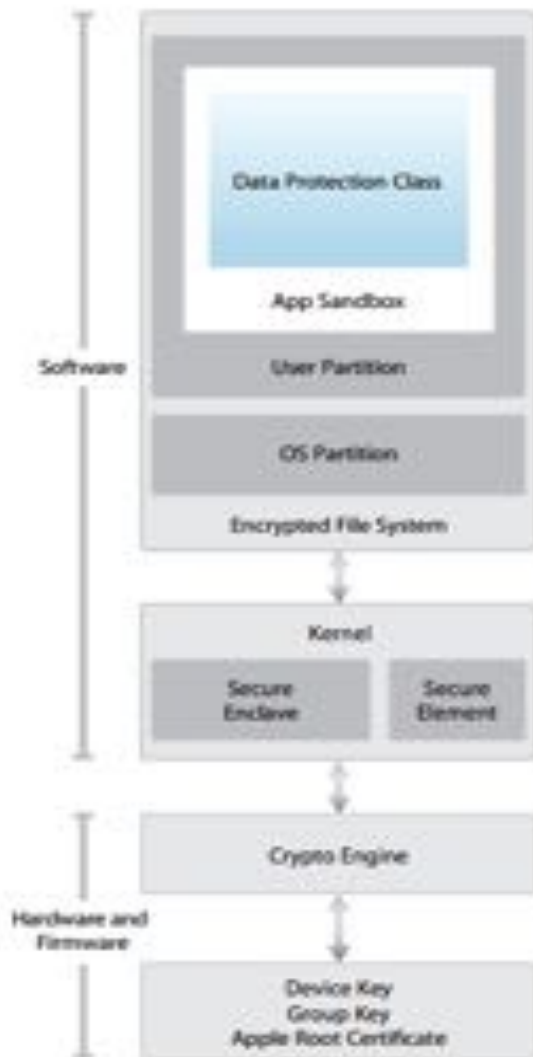 Data Protection Class
App Sandbox
User Partition
Software
OS Partition
Encrypted File System
Kernel
Secure
Enclave
Secure
Element
Crypto Engine
Hardware and
Firmware
Device Key
Group Key
Apple Root Certificate